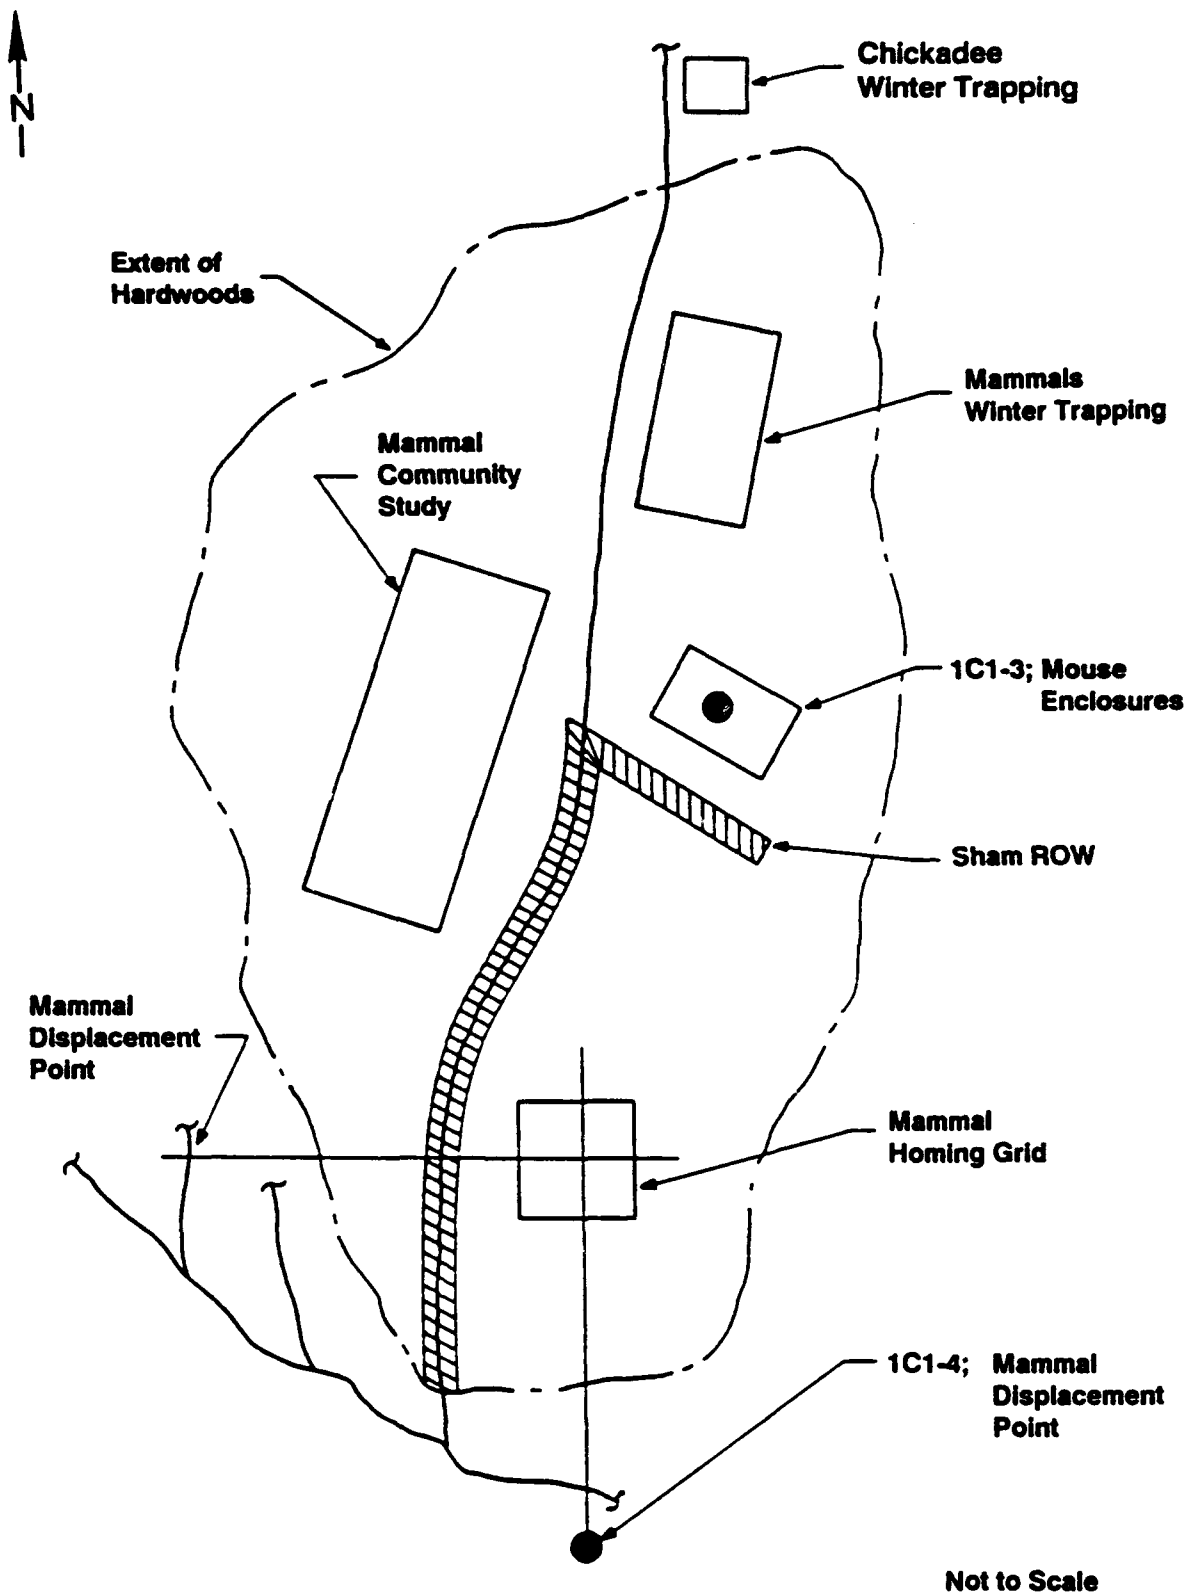 Chickadee
Winter Trapping
N
Extent of
Hardwoods
Mammals
Winter Trapping
Mammal
Community
Study
1C1-3; Mouse
Enclosures
Sham ROW
Mammal
Displacement
Point
Mammal
Homing Grid
1C1-4; Mammal
Displacement
Point
Not to Scale